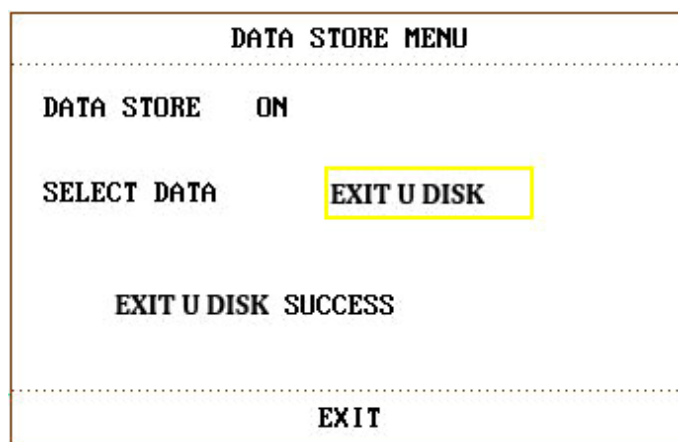 DATA STORE MENU
DATA STORE ON
SELECT DATA EXIT U DISK
EXIT U DISK SUCCESS
EXIT